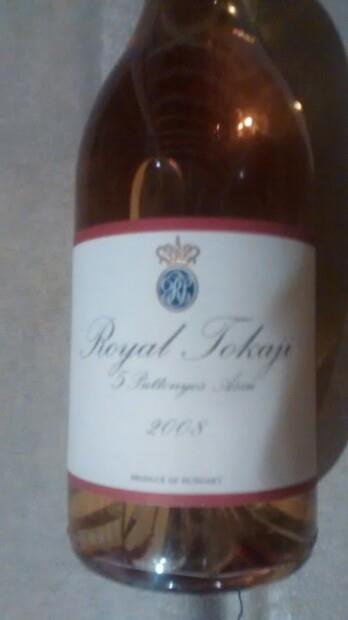 Royal Tokaji
5 Puttonyos Aszú
2008
PRODUCE OF HUNGARY